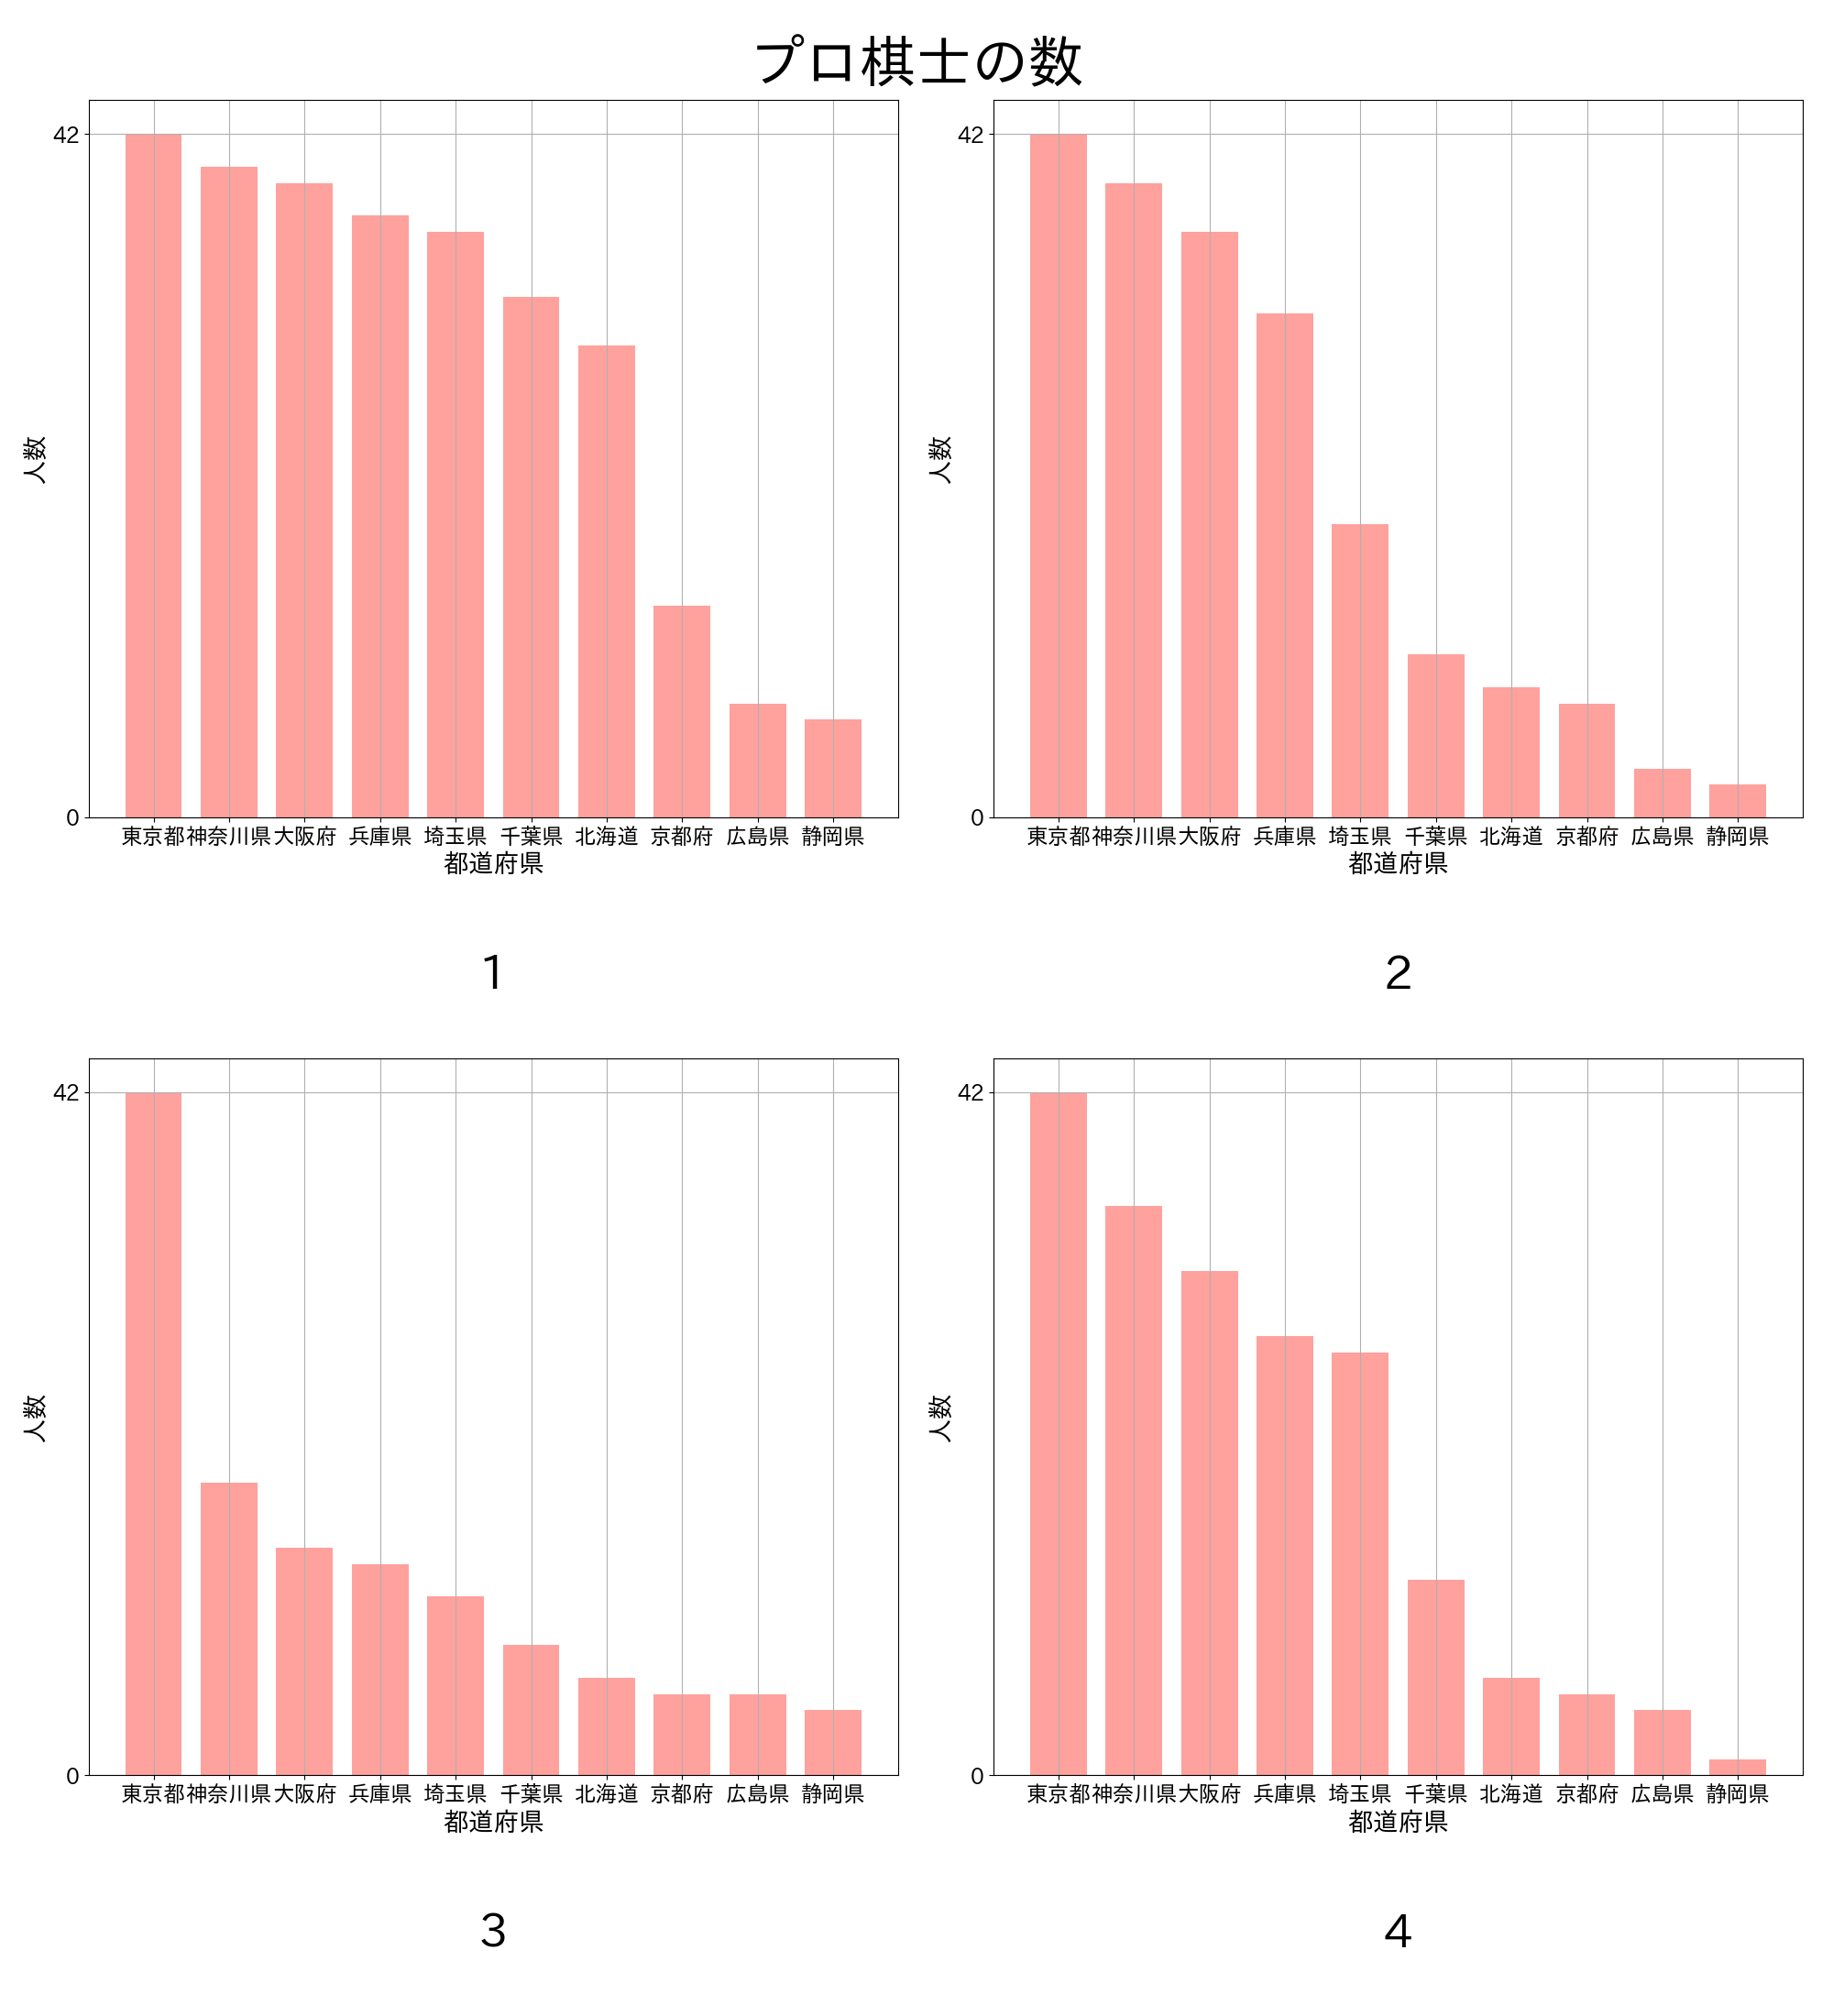 プロ棋士の数
42
0
人数
東京都 神奈川県 大阪府 兵庫県 埼玉県 千葉県 北海道 京都府 広島県 静岡県
都道府県
1
42
0
人数
東京都 神奈川県 大阪府 兵庫県 埼玉県 千葉県 北海道 京都府 広島県 静岡県
都道府県
2
42
0
人数
東京都 神奈川県 大阪府 兵庫県 埼玉県 千葉県 北海道 京都府 広島県 静岡県
都道府県
3
42
0
人数
東京都 神奈川県 大阪府 兵庫県 埼玉県 千葉県 北海道 京都府 広島県 静岡県
都道府県
4